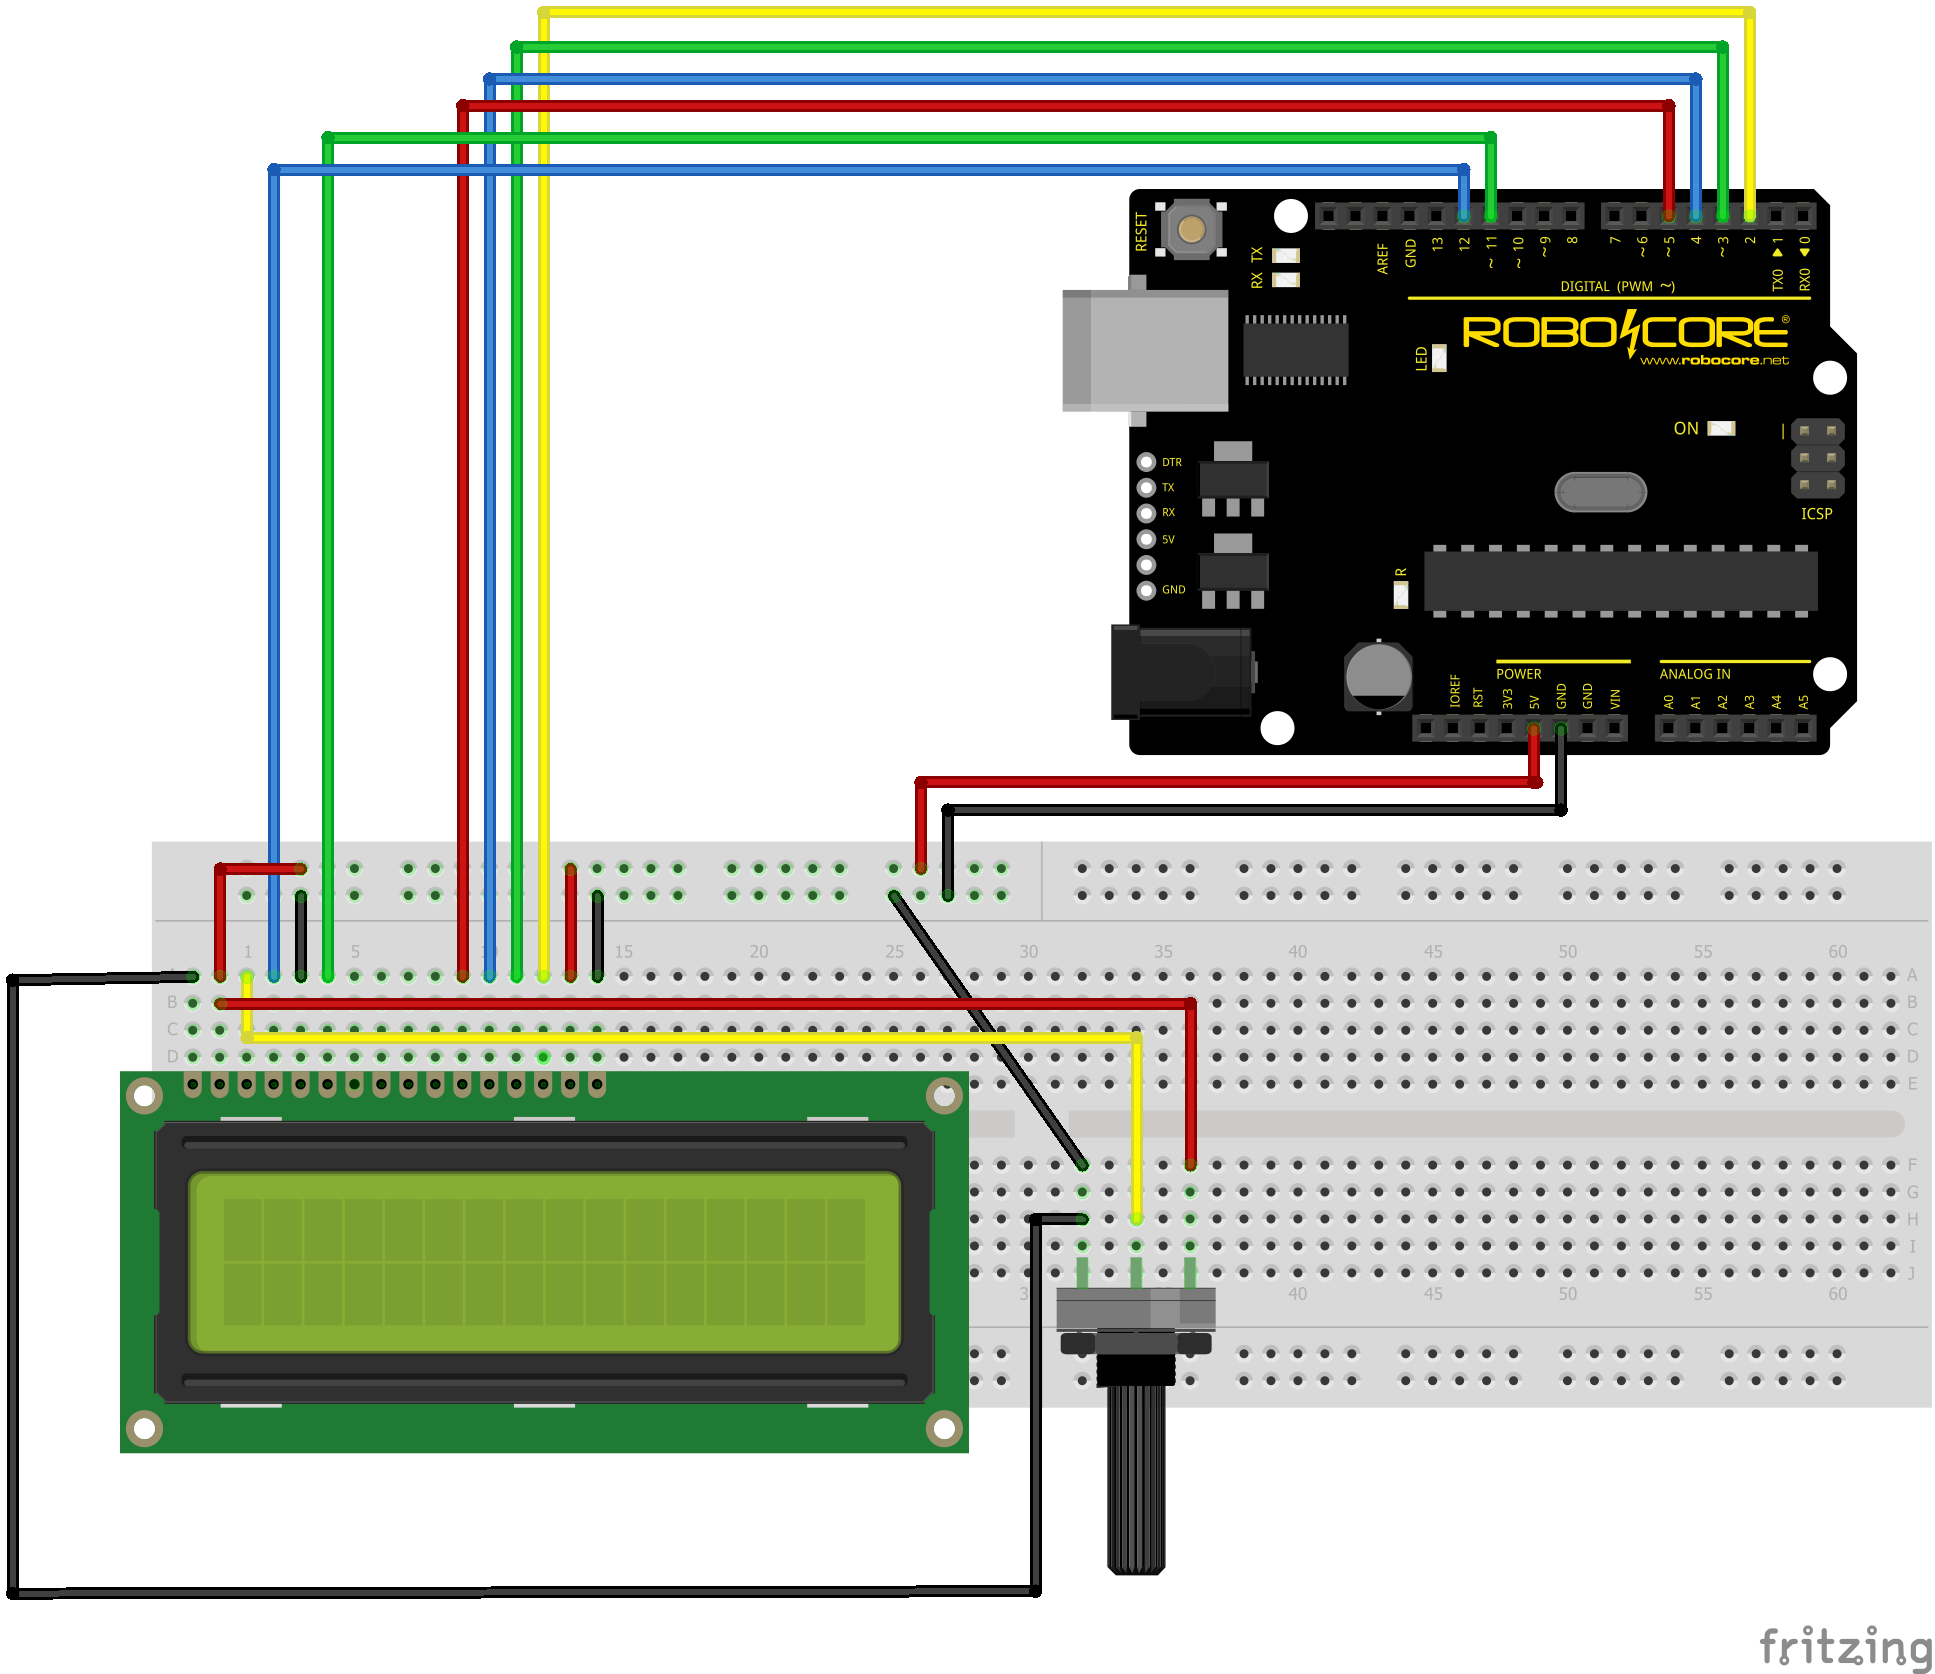 RESET
TX
RX
AREF
GND
13
12
~ 11
~ 10
~ 9
8
7
~ 6
~ 5
4
~ 3
2
TX0 ▶ 1
RX0 ◀ 0
DIGITAL (PWM ~)
ROBOCORE®
www.robocore.net
LED
ON
ICSP
DTR
TX
RX
5V
GND
R
POWER
ANALOG IN
IOREF
RST
3V3
5V
GND
GND
VIN
A0
A1
A2
A3
A4
A5
1 5 15 20 25 30 35 40 45 50 55 60
A
B B
C C
D D
E
F
G
H
I
J
40 45 50 55 60
fritzing